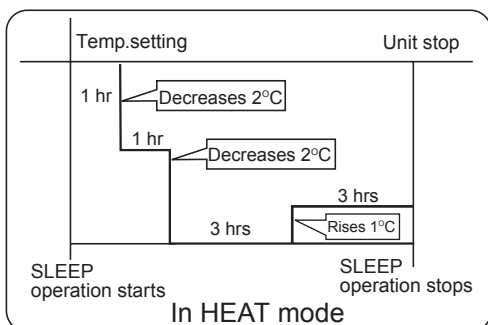 Temp.setting
Unit stop
1 hr
Decreases 2°C
1 hr
Decreases 2°C
3 hrs
3 hrs
Rises 1°C
SLEEP
operation starts
SLEEP
operation stops
In HEAT mode